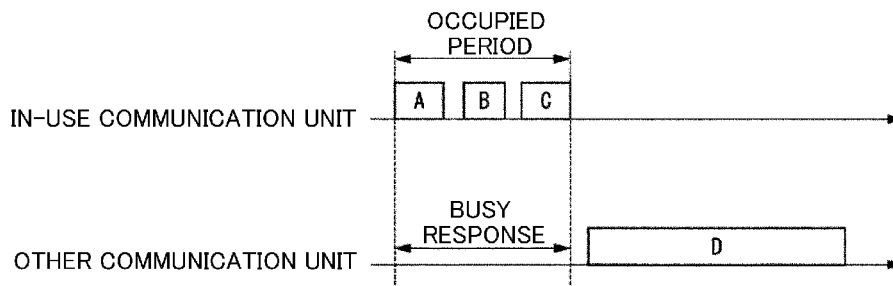 OCCUPIED
PERIOD
A
B
C
IN-USE COMMUNICATION UNIT
BUSY
RESPONSE
D
OTHER COMMUNICATION UNIT